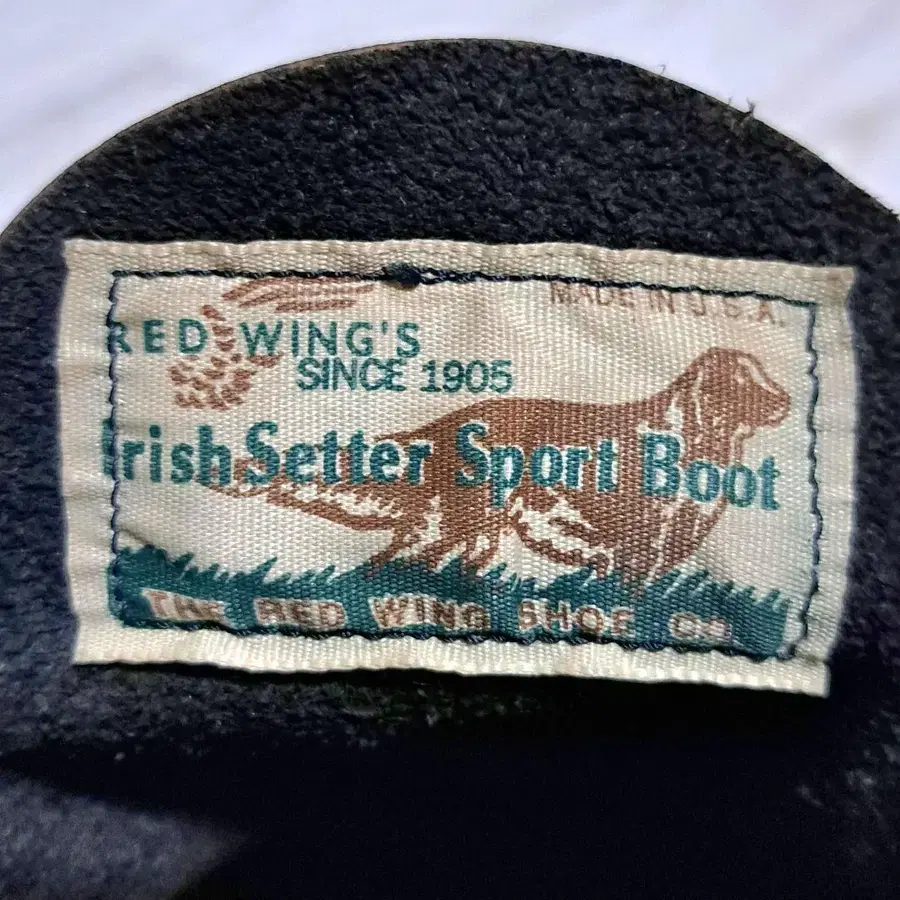 MADE IN U.S.A.
RED WING'S
SINCE 1905
Irish Setter Sport Boot
THE RED WING SHOE CO.